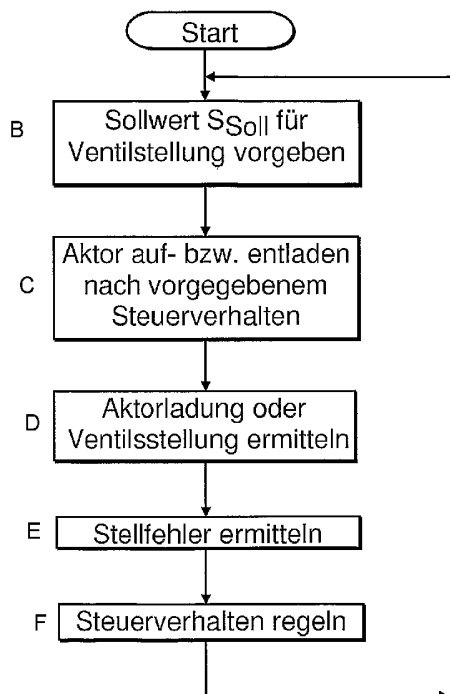 Start
B
Sollwert SSoll für
Ventilstellung vorgeben
C
Aktor auf- bzw. entladen
nach vorgegebenem
Steuerverhalten
D
Aktorladung oder
Ventilsstellung ermitteln
E
Stellfehler ermitteln
F
Steuerverhalten regeln